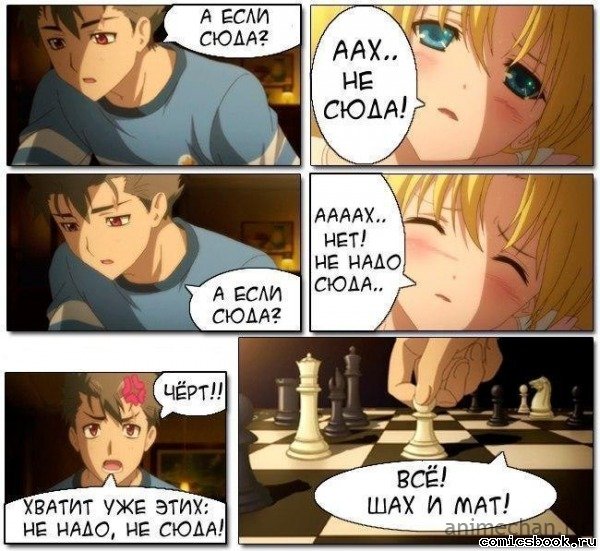 А ЕСЛИ
СЮДА?
ААХ..
НЕ
СЮДА!
А ЕСЛИ
СЮДА?
ААААХ..
НЕТ!
НЕ НАДО
СЮДА..
ЧЁРТ!!
ХВАТИТ УЖЕ ЭТИХ:
НЕ НАДО, НЕ СЮДА!
ВСЁ!
ШАХ И МАТ!
animechan.
comicsbook.ru